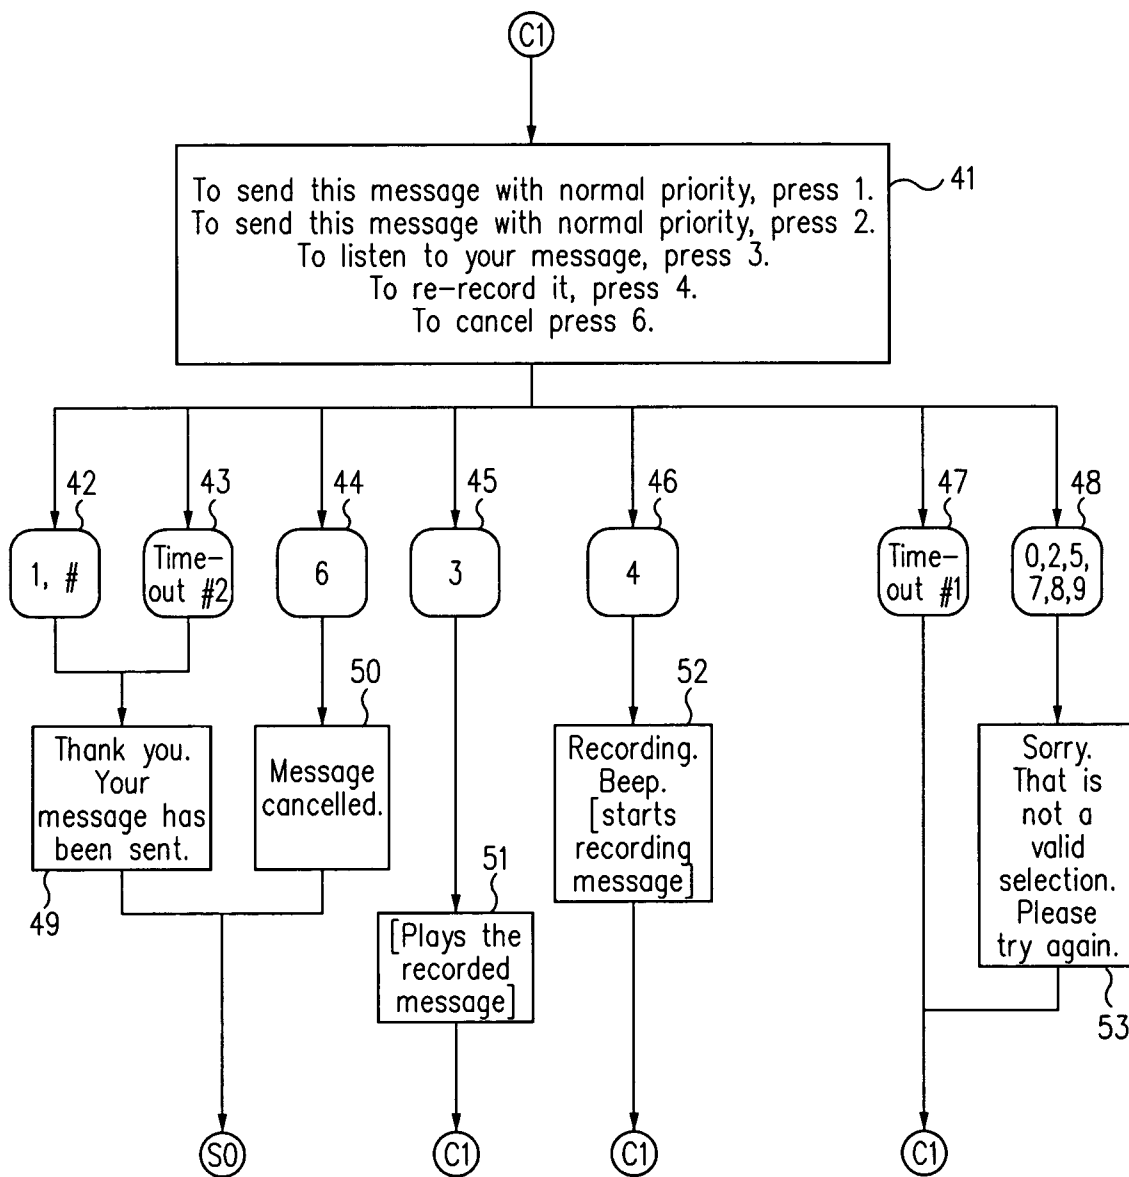 C1
To send this message with normal priority, press 1.
To send this message with normal priority, press 2.
To listen to your message, press 3.
To re-record it, press 4.
To cancel press 6.
41
42
43
44
45
46
47
48
1, #
Time-
out #2
6
3
4
Time-
out #1
0,2,5,
7,8,9
Thank you.
Your
message has
been sent.
49
Message
cancelled.
50
[Plays the
recorded
message]
51
Recording.
Beep.
[starts
recording
message]
52
Sorry.
That is
not a
valid
selection.
Please
try again.
53
S0
C1
C1
C1